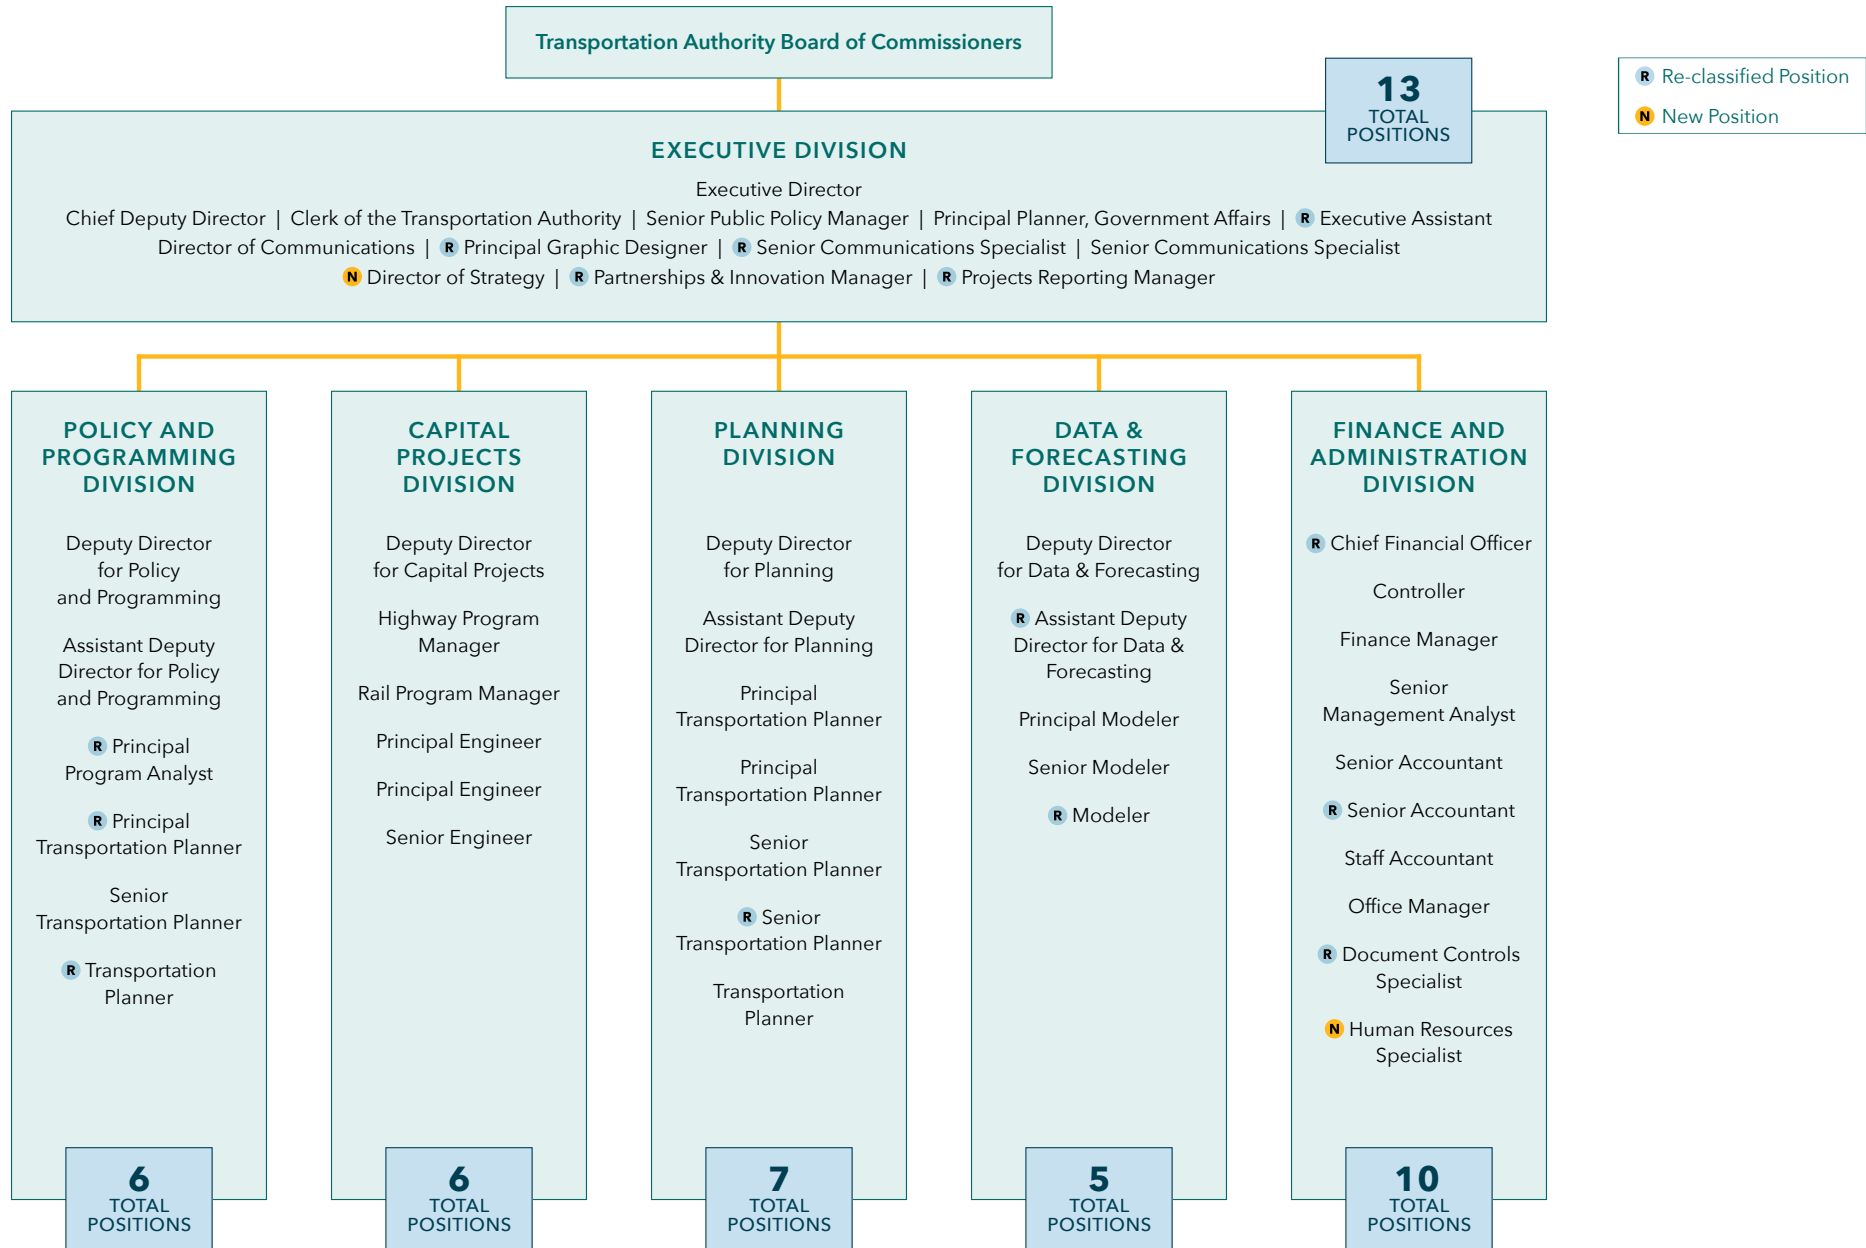 Transportation Authority Board of Commissioners
13
TOTAL
POSITIONS
R Re-classified Position
N New Position
EXECUTIVE DIVISION
Executive Director
Chief Deputy Director | Clerk of the Transportation Authority | Senior Public Policy Manager | Principal Planner, Government Affairs | R Executive Assistant
Director of Communications | R Principal Graphic Designer | R Senior Communications Specialist | Senior Communications Specialist
N Director of Strategy | R Partnerships & Innovation Manager | R Projects Reporting Manager
POLICY AND
PROGRAMMING
DIVISION
Deputy Director
for Policy
and Programming
Assistant Deputy
Director for Policy
and Programming
R Principal
Program Analyst
R Principal
Transportation Planner
Senior
Transportation Planner
R Transportation
Planner
6
TOTAL
POSITIONS
CAPITAL
PROJECTS
DIVISION
Deputy Director
for Capital Projects
Highway Program
Manager
Rail Program Manager
Principal Engineer
Principal Engineer
Senior Engineer
6
TOTAL
POSITIONS
PLANNING
DIVISION
Deputy Director
for Planning
Assistant Deputy
Director for Planning
Principal
Transportation Planner
Principal
Transportation Planner
Senior
Transportation Planner
R Senior
Transportation Planner
Transportation
Planner
7
TOTAL
POSITIONS
DATA &
FORECASTING
DIVISION
Deputy Director
for Data & Forecasting
R Assistant Deputy
Director for Data &
Forecasting
Principal Modeler
Senior Modeler
R Modeler
5
TOTAL
POSITIONS
FINANCE AND
ADMINISTRATION
DIVISION
R Chief Financial Officer
Controller
Finance Manager
Senior
Management Analyst
Senior Accountant
R Senior Accountant
Staff Accountant
Office Manager
R Document Controls
Specialist
N Human Resources
Specialist
10
TOTAL
POSITIONS